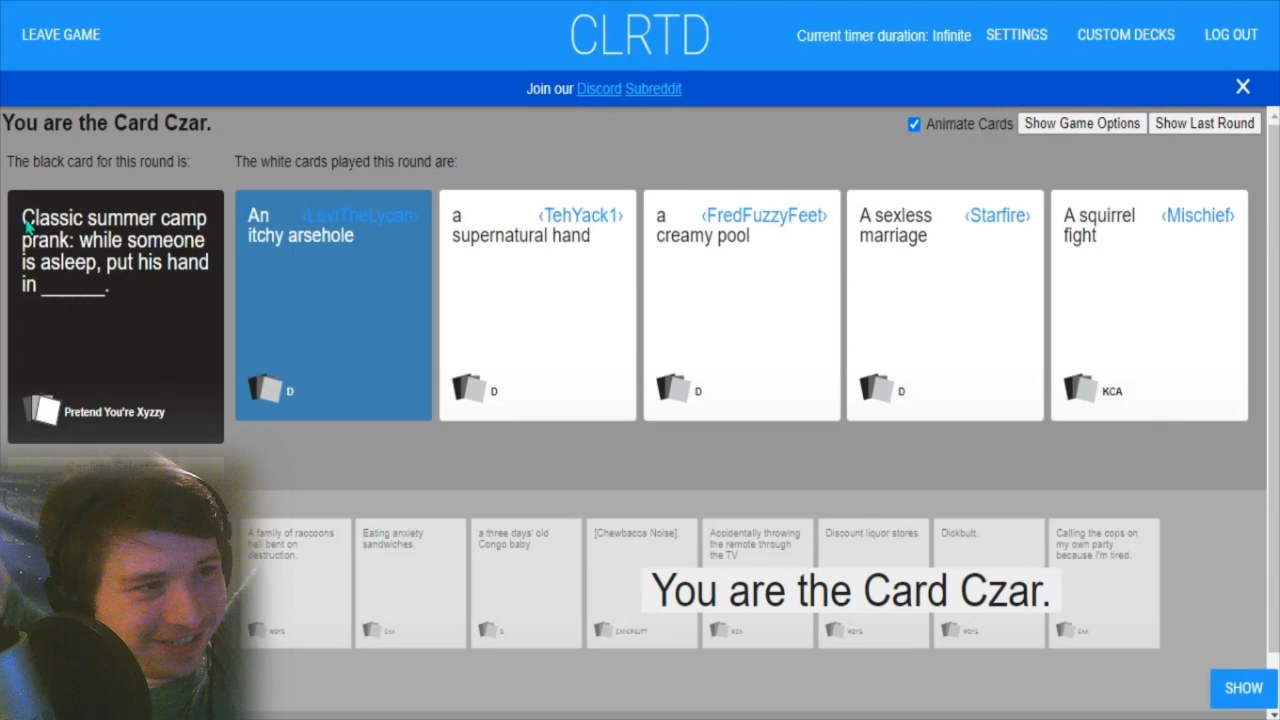 LEAVE GAME
CLRTD
Current timer duration: Infinite
SETTINGS
CUSTOM DECKS
LOG OUT
Join our Discord Subreddit
X
You are the Card Czar.
Animate Cards
Show Game Options
Show Last Round
The black card for this round is:
The white cards played this round are:
Classic summer camp
prank: while someone
is asleep, put his hand
in ______.
Pretend You're Xyzzy
An ‹LeviTheLycan›
itchy arsehole
D
a ‹TehYack1›
supernatural hand
D
a ‹FredFuzzyFeet›
creamy pool
D
A sexless ‹Starfire›
marriage
D
A squirrel ‹Mischief›
fight
KCA
A family of raccoons
hell bent on
destruction.
Eating anxiety
sandwiches.
a three days' old
Congo baby
D
[Chewbacca Noise].
Accidentally throwing
the remote through
the TV
Discount liquor stores.
Dickbutt.
Calling the cops on
my own party
because I'm tired.
You are the Card Czar.
SHOW